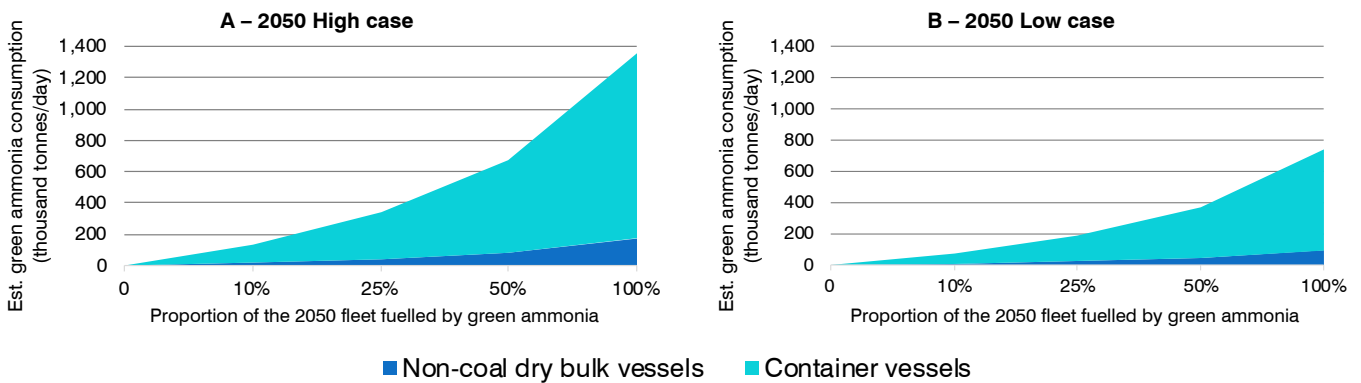 A – 2050 High case
Est. green ammonia consumption
(thousand tonnes/day)
1,400
1,200
1,000
800
600
400
200
0
0 10% 25% 50% 100%
Proportion of the 2050 fleet fuelled by green ammonia
B – 2050 Low case
Est. green ammonia consumption
(thousand tonnes/day)
1,400
1,200
1,000
800
600
400
200
0
0 10% 25% 50% 100%
Proportion of the 2050 fleet fuelled by green ammonia
Non-coal dry bulk vessels Container vessels